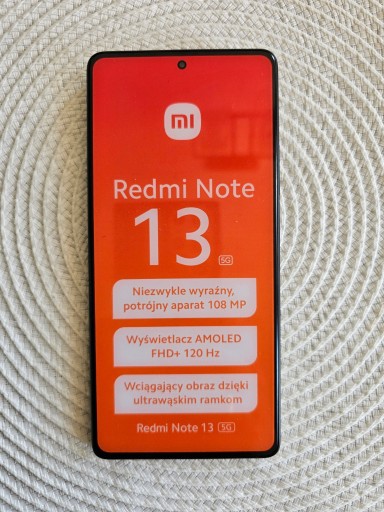 mi
Redmi Note
13 5G
Niezwykle wyraźny,
potrójny aparat 108 MP
Wyświetlacz AMOLED
FHD+ 120 Hz
Wciągający obraz dzięki
ultrawąskim ramkom
Redmi Note 13 5G